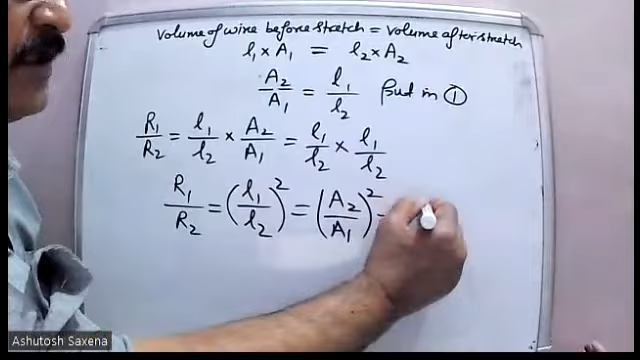 volume of wire before stretch = volume after stretch
l₁ × A₁ = l₂ × A₂
A₂/A₁ = l₁/l₂ put in ①
R₁/R₂ = l₁/l₂ × A₂/A₁ = l₁/l₂ × l₁/l₂
R₁/R₂ = (l₁/l₂)² = (A₂/A₁)² =
Ashutosh Saxena